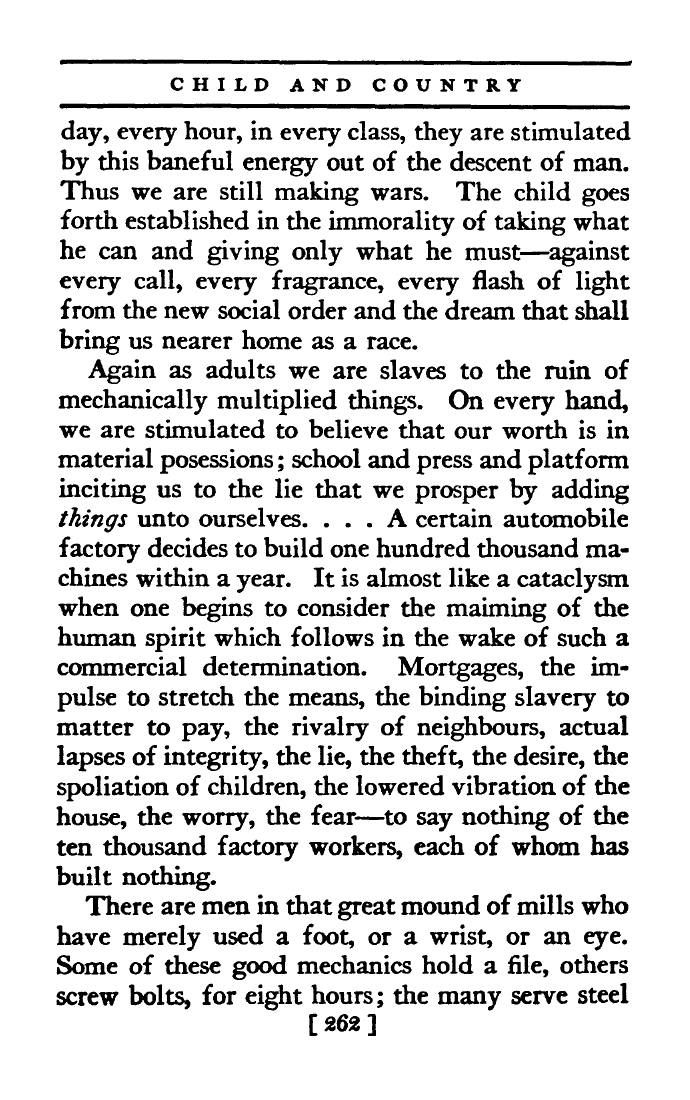 CHILD AND COUNTRY
day, every hour, in every class, they are stimulated
by this baneful energy out of the descent of man.
Thus we are still making wars. The child goes
forth established in the immorality of taking what
he can and giving only what he must—against
every call, every fragrance, every flash of light
from the new social order and the dream that shall
bring us nearer home as a race.
Again as adults we are slaves to the ruin of
mechanically multiplied things. On every hand,
we are stimulated to believe that our worth is in
material posessions; school and press and platform
inciting us to the lie that we prosper by adding
things unto ourselves. . . . A certain automobile
factory decides to build one hundred thousand ma-
chines within a year. It is almost like a cataclysm
when one begins to consider the maiming of the
human spirit which follows in the wake of such a
commercial determination. Mortgages, the im-
pulse to stretch the means, the binding slavery to
matter to pay, the rivalry of neighbours, actual
lapses of integrity, the lie, the theft, the desire, the
spoliation of children, the lowered vibration of the
house, the worry, the fear—to say nothing of the
ten thousand factory workers, each of whom has
built nothing.
There are men in that great mound of mills who
have merely used a foot, or a wrist, or an eye.
Some of these good mechanics hold a file, others
screw bolts, for eight hours; the many serve steel
[ 262 ]